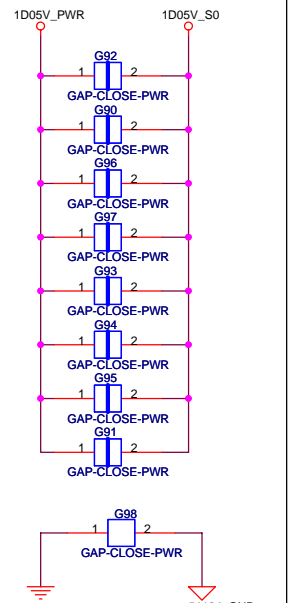 1D05V_PWR 1D05V_S0
G92
1 2
GAP-CLOSE-PWR
G90
1 2
GAP-CLOSE-PWR
G96
1 2
GAP-CLOSE-PWR
G97
1 2
GAP-CLOSE-PWR
G93
1 2
GAP-CLOSE-PWR
G94
1 2
GAP-CLOSE-PWR
G95
1 2
GAP-CLOSE-PWR
G91
1 2
GAP-CLOSE-PWR
G98
1 2
GAP-CLOSE-PWR